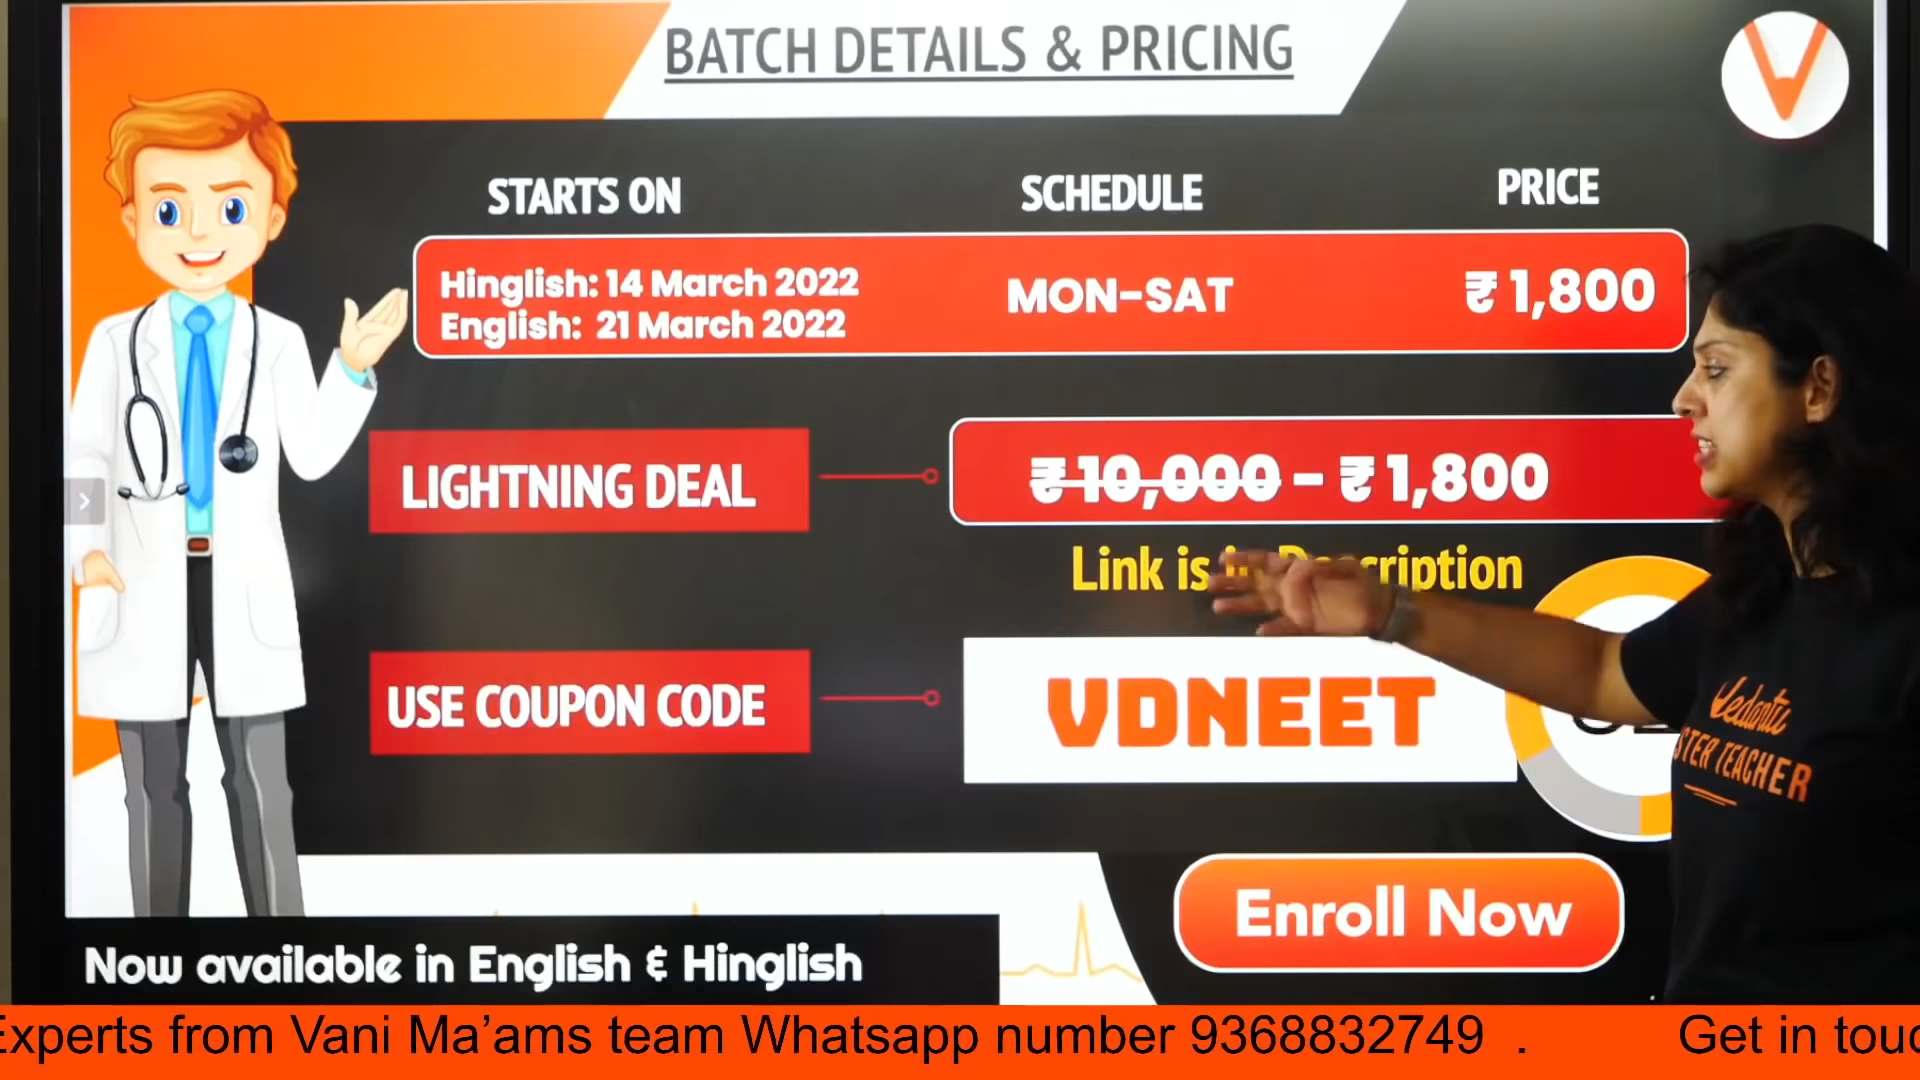 BATCH DETAILS & PRICING
STARTS ON
SCHEDULE
PRICE
Hinglish: 14 March 2022
English: 21 March 2022
MON-SAT
₹ 1,800
LIGHTNING DEAL
₹ 10,000 - ₹ 1,800
Link is
USE COUPON CODE
VDNEET
Vedantu
STER TEACHER
Enroll Now
Now available in English & Hinglish
Experts from Vani Ma’ams team Whatsapp number 9368832749 . Get in touc